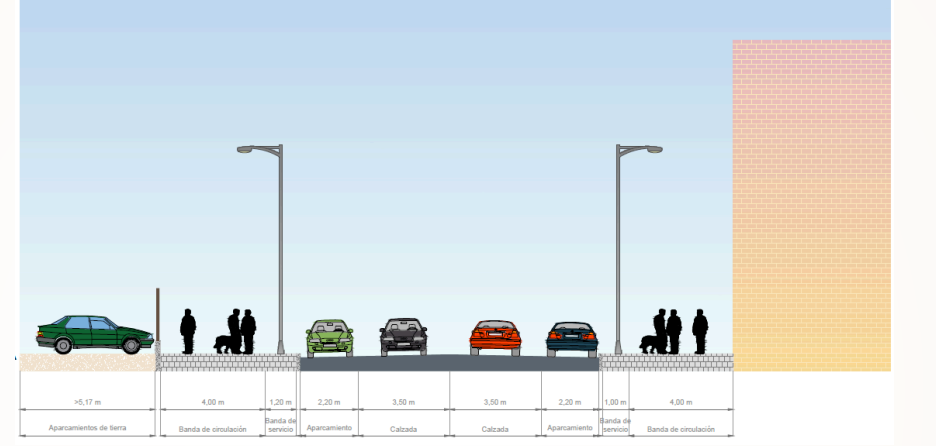 >5,17 m
4,00 m
1,20 m
2,20 m
3,50 m
3,50 m
2,20 m
1,00 m
4,00 m
Aparcamientos de tierra
Banda de circulación
Banda de
servicio
Aparcamiento
Calzada
Calzada
Aparcamiento
Banda de
servicio
Banda de circulación